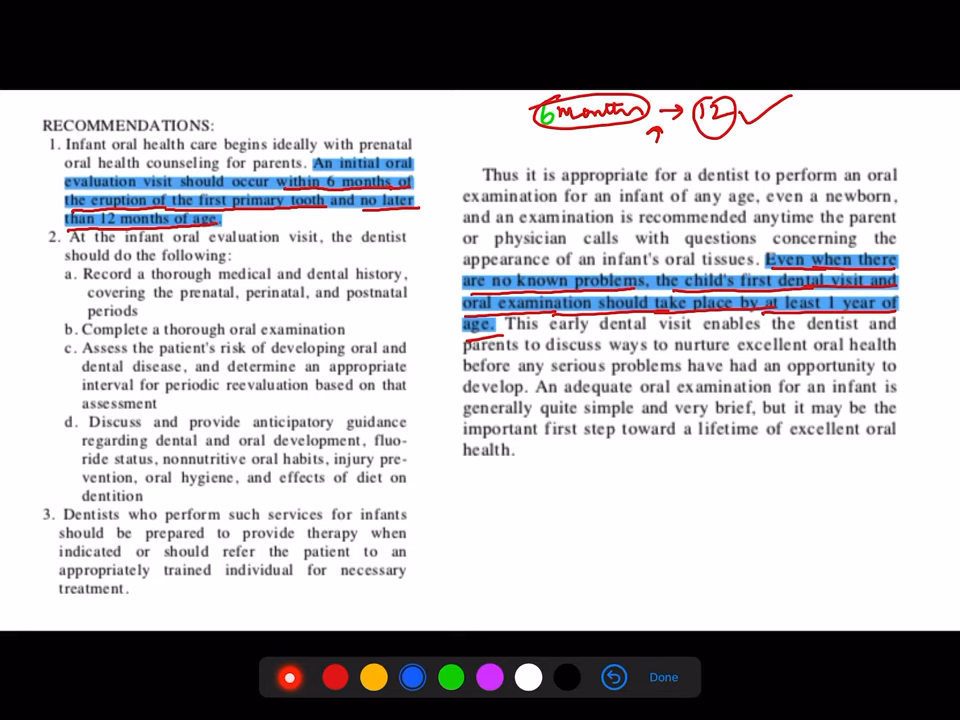 6 months → 12 ✓
RECOMMENDATIONS:
1. Infant oral health care begins ideally with prenatal
oral health counseling for parents. An initial oral
evaluation visit should occur within 6 months of
the eruption of the first primary tooth and no later
than 12 months of age.
2. At the infant oral evaluation visit, the dentist
should do the following:
a. Record a thorough medical and dental history,
covering the prenatal, perinatal, and postnatal
periods
b. Complete a thorough oral examination
c. Assess the patient's risk of developing oral and
dental disease, and determine an appropriate
interval for periodic reevaluation based on that
assessment
d. Discuss and provide anticipatory guidance
regarding dental and oral development, fluo-
ride status, nonnutritive oral habits, injury pre-
vention, oral hygiene, and effects of diet on
dentition
3. Dentists who perform such services for infants
should be prepared to provide therapy when
indicated or should refer the patient to an
appropriately trained individual for necessary
treatment.
Thus it is appropriate for a dentist to perform an oral
examination for an infant of any age, even a newborn,
and an examination is recommended anytime the parent
or physician calls with questions concerning the
appearance of an infant's oral tissues. Even when there
are no known problems, the child's first dental visit and
oral examination should take place by at least 1 year of
age. This early dental visit enables the dentist and
parents to discuss ways to nurture excellent oral health
before any serious problems have had an opportunity to
develop. An adequate oral examination for an infant is
generally quite simple and very brief, but it may be the
important first step toward a lifetime of excellent oral
health.
Done